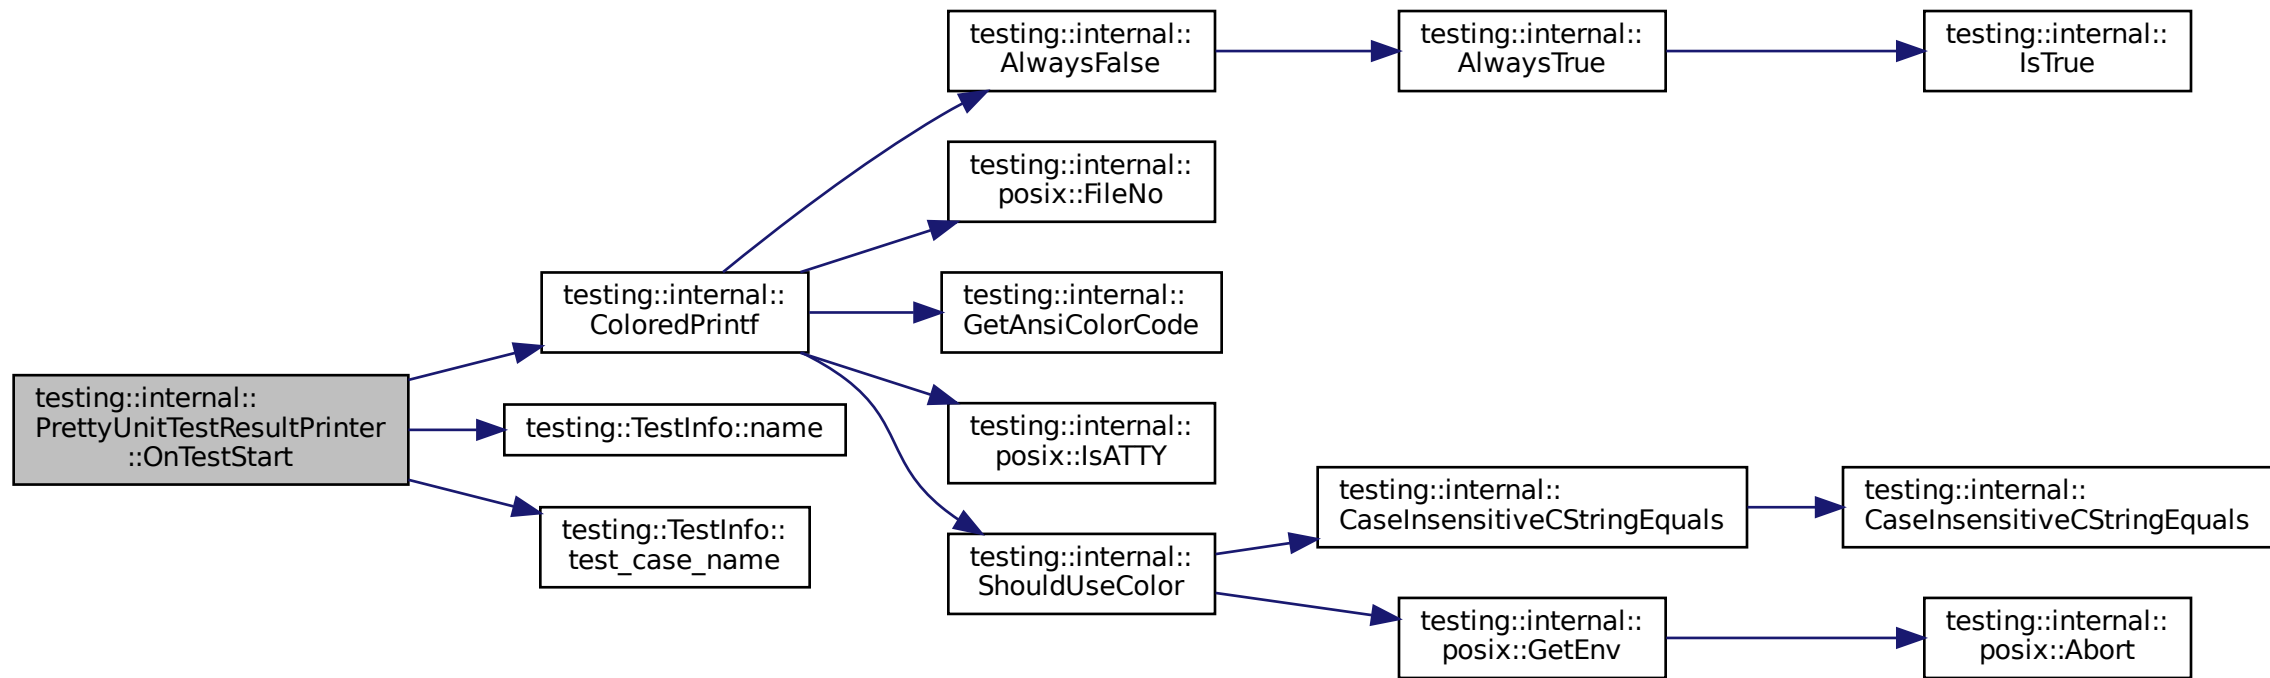 testing::internal::
AlwaysFalse
testing::internal::
AlwaysTrue
testing::internal::
IsTrue
testing::internal::
posix::FileNo
testing::internal::
ColoredPrintf
testing::internal::
GetAnsiColorCode
testing::internal::
PrettyUnitTestResultPrinter
::OnTestStart
testing::TestInfo::name
testing::internal::
posix::IsATTY
testing::TestInfo::
test_case_name
testing::internal::
ShouldUseColor
testing::internal::
CaseInsensitiveCStringEquals
testing::internal::
CaseInsensitiveCStringEquals
testing::internal::
posix::GetEnv
testing::internal::
posix::Abort